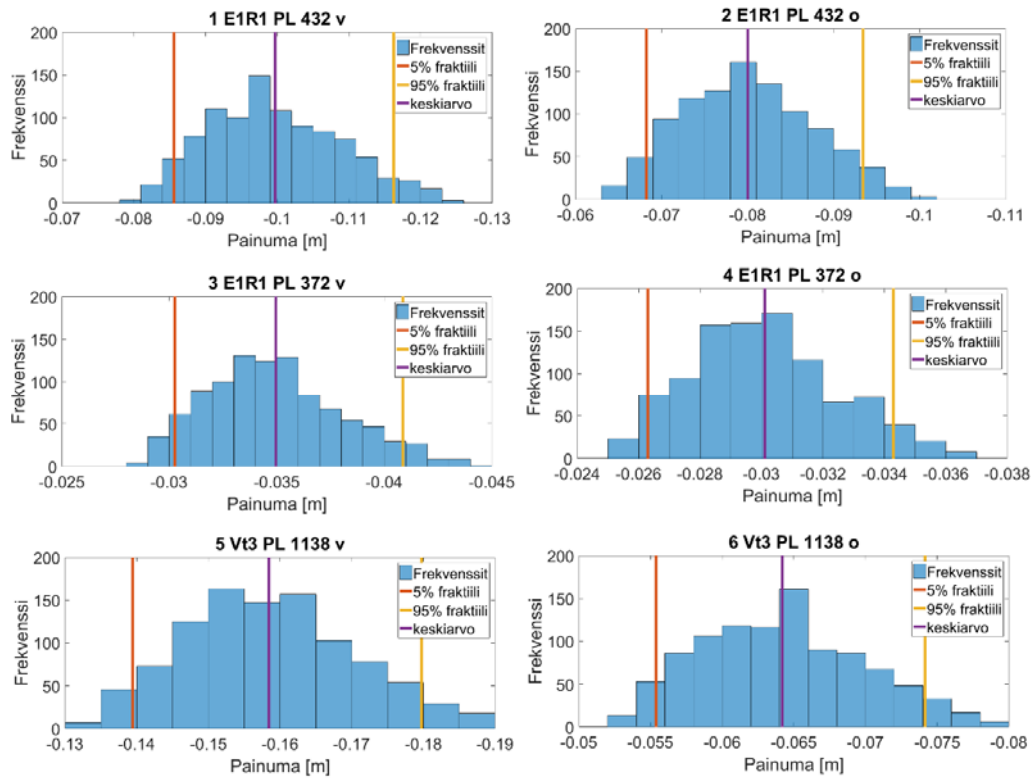 1 E1R1 PL 432 v
200
150
100
50
0
Frekvenssi
-0.07 -0.08 -0.09 -0.1 -0.11 -0.12 -0.13
Painuma [m]
Frekvenssit
5% fraktiili
95% fraktiili
keskiarvo
2 E1R1 PL 432 o
200
150
100
50
0
Frekvenssi
-0.06 -0.07 -0.08 -0.09 -0.1 -0.11
Painuma [m]
Frekvenssit
5% fraktiili
95% fraktiili
keskiarvo
3 E1R1 PL 372 v
200
150
100
50
0
Frekvenssi
-0.025 -0.03 -0.035 -0.04 -0.045
Painuma [m]
Frekvenssit
5% fraktiili
95% fraktiili
keskiarvo
4 E1R1 PL 372 o
200
150
100
50
0
Frekvenssi
-0.024 -0.026 -0.028 -0.03 -0.032 -0.034 -0.036 -0.038
Painuma [m]
Frekvenssit
5% fraktiili
95% fraktiili
keskiarvo
5 Vt3 PL 1138 v
200
150
100
50
0
Frekvenssi
-0.13 -0.14 -0.15 -0.16 -0.17 -0.18 -0.19
Painuma [m]
Frekvenssit
5% fraktiili
95% fraktiili
keskiarvo
6 Vt3 PL 1138 o
200
150
100
50
0
Frekvenssi
-0.05 -0.055 -0.06 -0.065 -0.07 -0.075 -0.08
Painuma [m]
Frekvenssit
5% fraktiili
95% fraktiili
keskiarvo